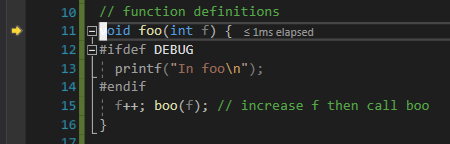 10 // function definitions
11 oid foo(int f) { ≤ 1ms elapsed
12 #ifdef DEBUG
13 printf("In foo\n");
14 #endif
15 f++; boo(f); // increase f then call boo
16 }
17